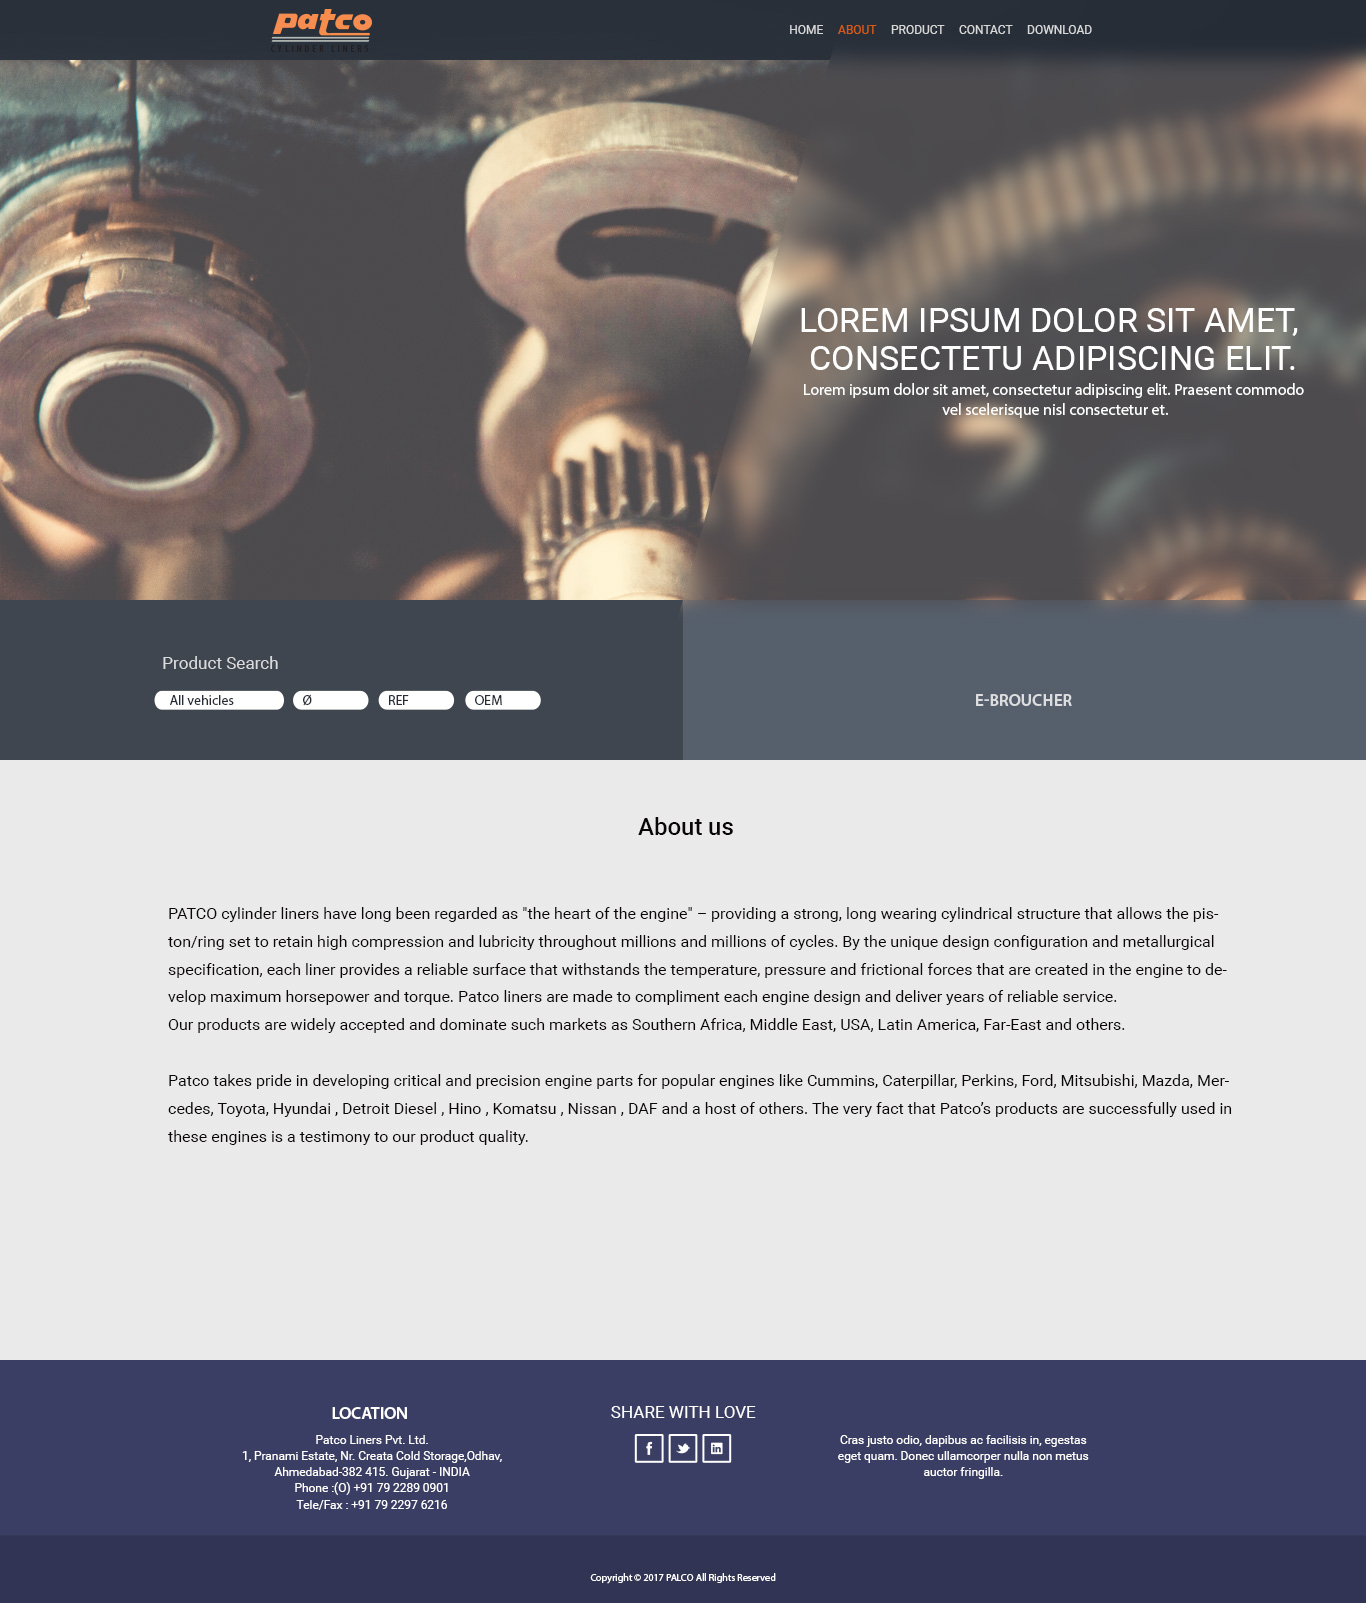 patco
CYLINDER LINERS
HOME ABOUT PRODUCT CONTACT DOWNLOAD
LOREM IPSUM DOLOR SIT AMET,
CONSECTETU ADIPISCING ELIT.
Lorem ipsum dolor sit amet, consectetur adipiscing elit. Praesent commodo
vel scelerisque nisl consectetur et.
Product Search
All vehicles Ø REF OEM
E-BROUCHER
About us
PATCO cylinder liners have long been regarded as "the heart of the engine" – providing a strong, long wearing cylindrical structure that allows the pis-
ton/ring set to retain high compression and lubricity throughout millions and millions of cycles. By the unique design configuration and metallurgical
specification, each liner provides a reliable surface that withstands the temperature, pressure and frictional forces that are created in the engine to de-
velop maximum horsepower and torque. Patco liners are made to compliment each engine design and deliver years of reliable service.
Our products are widely accepted and dominate such markets as Southern Africa, Middle East, USA, Latin America, Far-East and others.
Patco takes pride in developing critical and precision engine parts for popular engines like Cummins, Caterpillar, Perkins, Ford, Mitsubishi, Mazda, Mer-
cedes, Toyota, Hyundai , Detroit Diesel , Hino , Komatsu , Nissan , DAF and a host of others. The very fact that Patco’s products are successfully used in
these engines is a testimony to our product quality.
LOCATION
Patco Liners Pvt. Ltd.
1, Pranami Estate, Nr. Creata Cold Storage,Odhav,
Ahmedabad-382 415. Gujarat - INDIA
Phone :(O) +91 79 2289 0901
Tele/Fax : +91 79 2297 6216
SHARE WITH LOVE
f in
Cras justo odio, dapibus ac facilisis in, egestas
eget quam. Donec ullamcorper nulla non metus
auctor fringilla.
Copyright © 2017 PALCO All Rights Reserved